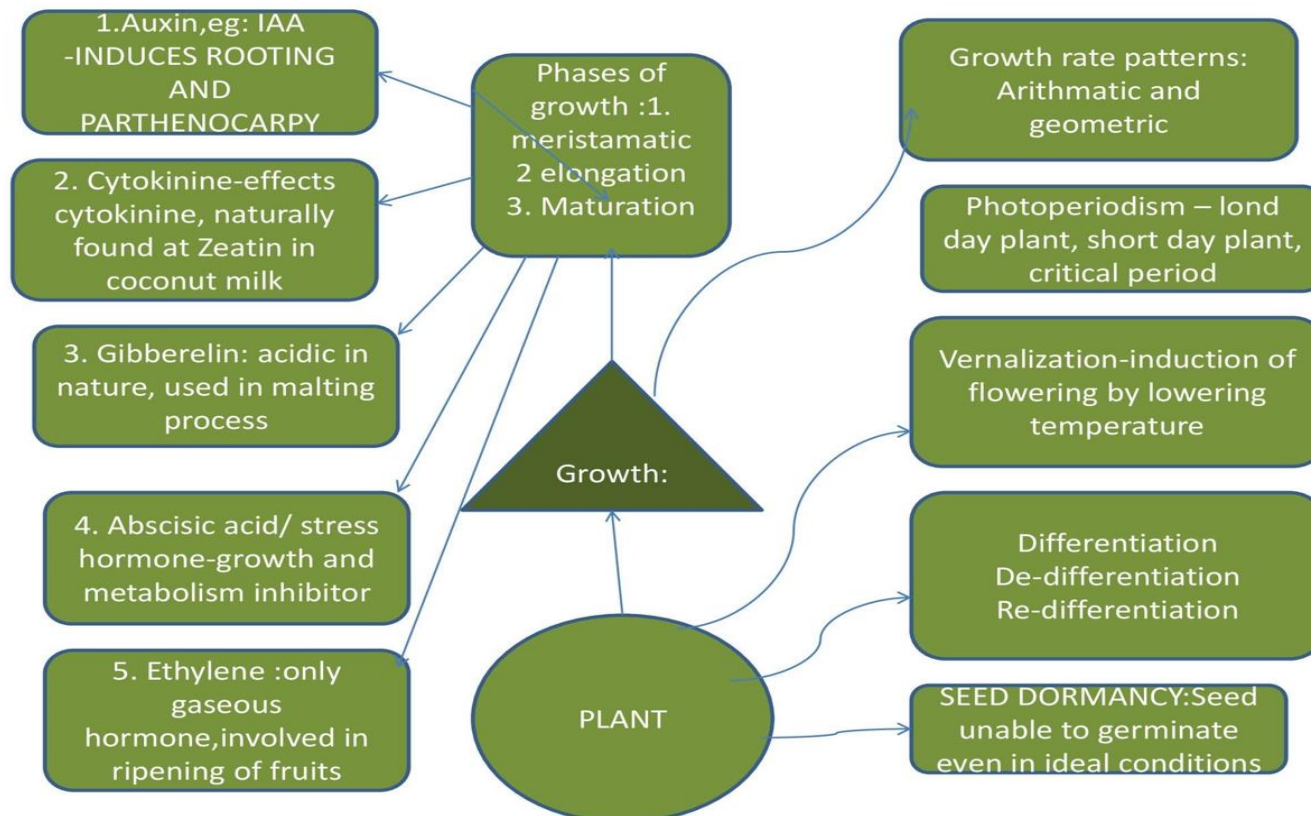 1.Auxin,eg: IAA
-INDUCES ROOTING
AND
PARTHENOCARPY
2. Cytokinine-effects
cytokinine, naturally
found at Zeatin in
coconut milk
3. Gibberelin: acidic in
nature, used in malting
process
4. Abscisic acid/ stress
hormone-growth and
metabolism inhibitor
5. Ethylene :only
gaseous
hormone,involved in
ripening of fruits
Phases of
growth :1.
meristamatic
2 elongation
3. Maturation
Growth:
PLANT
Growth rate patterns:
Arithmatic and
geometric
Photoperiodism – lond
day plant, short day plant,
critical period
Vernalization-induction of
flowering by lowering
temperature
Differentiation
De-differentiation
Re-differentiation
SEED DORMANCY:Seed
unable to germinate
even in ideal conditions